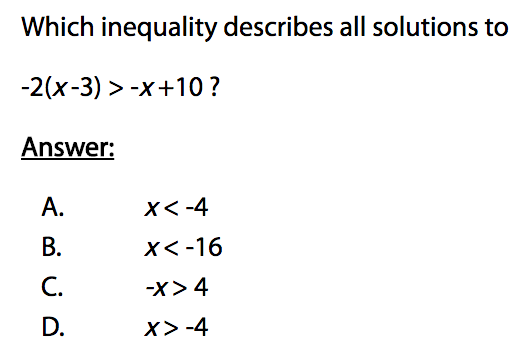 Which inequality describes all solutions to
-2(x-3) > -x+10 ?
Answer:
A. x< -4
B. x< -16
C. -x> 4
D. x> -4